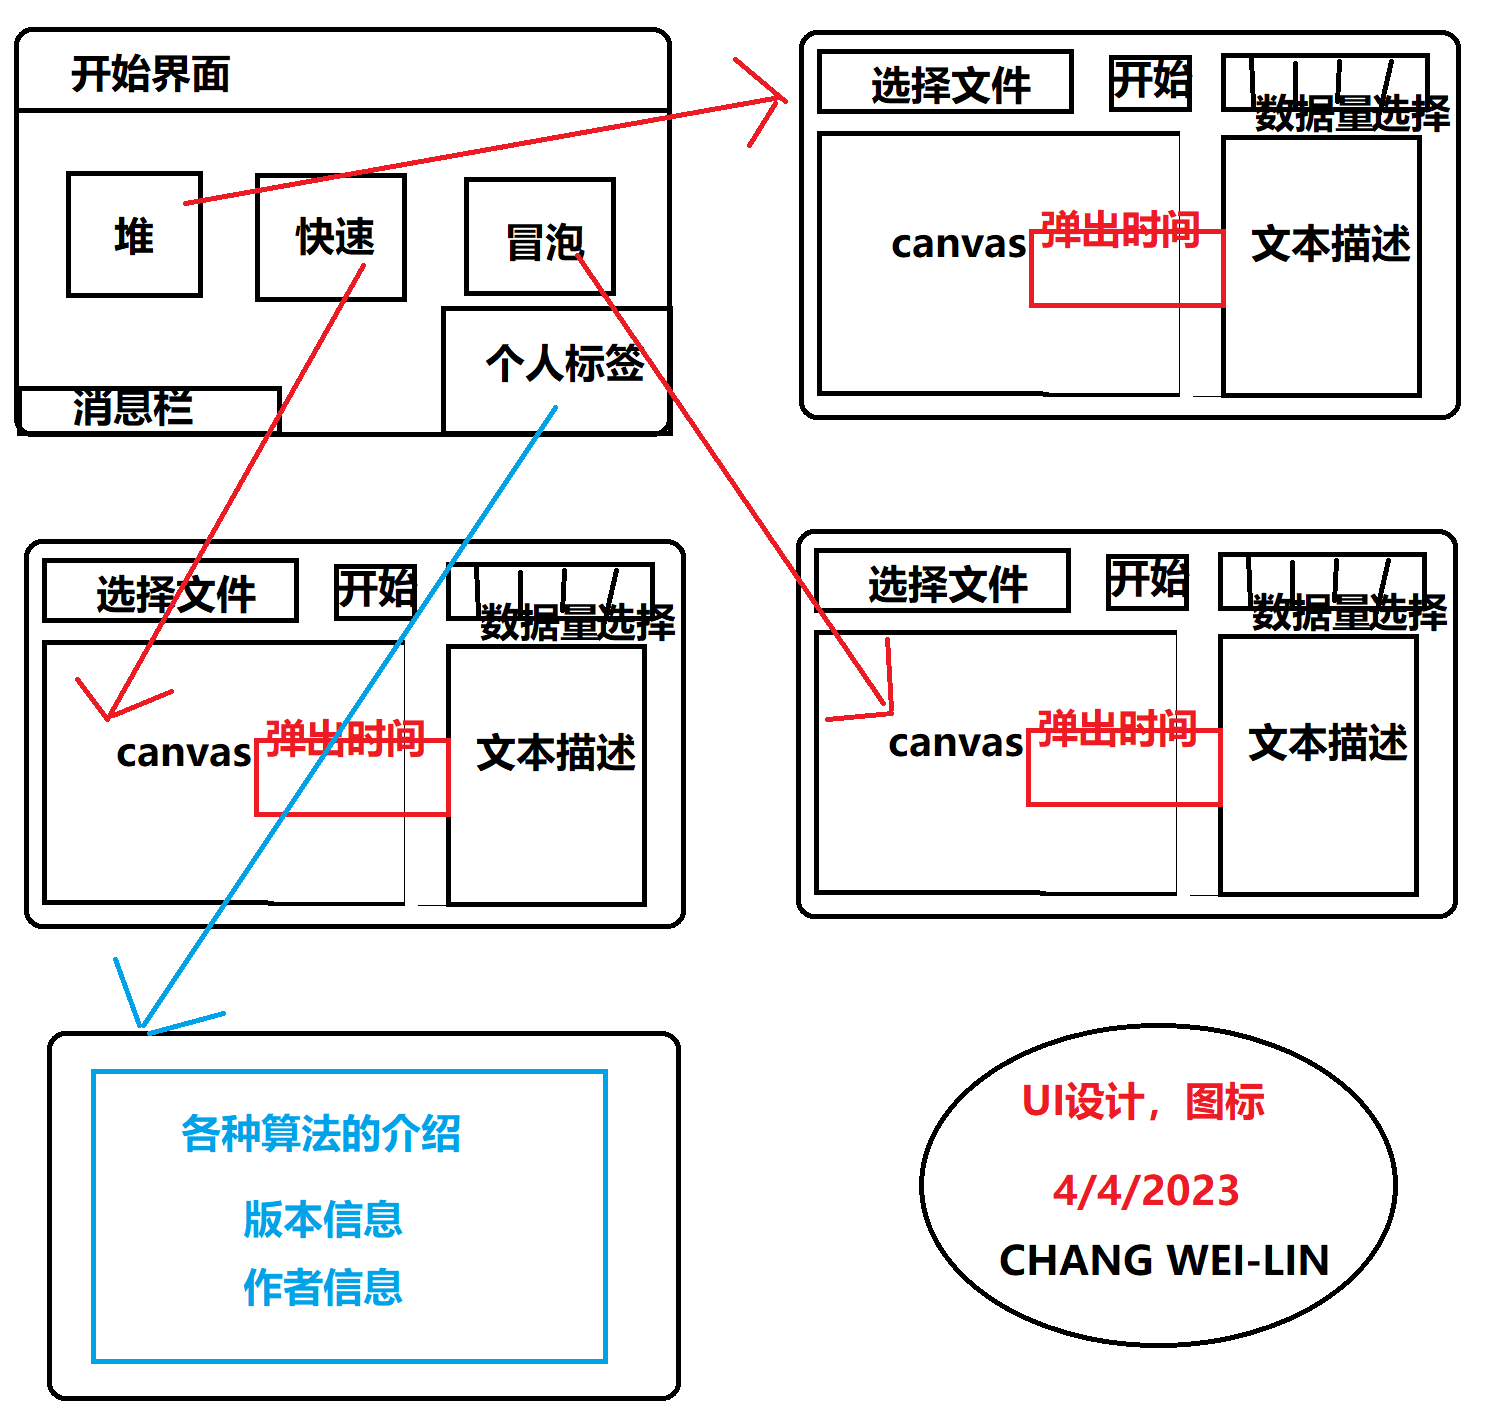 开始界面
堆
快速
冒泡
个人标签
消息栏
选择文件
开始
数据量选择
canvas
弹出时间
文本描述
选择文件
开始
数据量选择
canvas
弹出时间
文本描述
选择文件
开始
数据量选择
canvas
弹出时间
文本描述
各种算法的介绍
版本信息
作者信息
UI设计，图标
4/4/2023
CHANG WEI-LIN